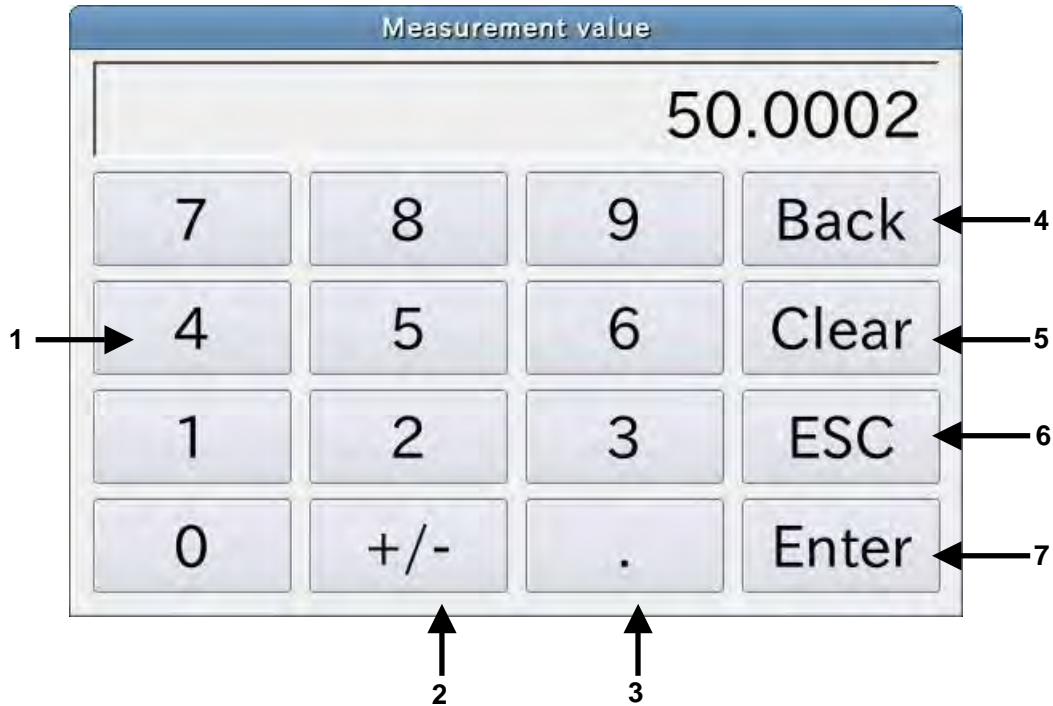 Measurement value
50.0002
7 8 9 Back 4
1 4 5 6 Clear 5
1 2 3 ESC 6
0 +/- . Enter 7
2 3